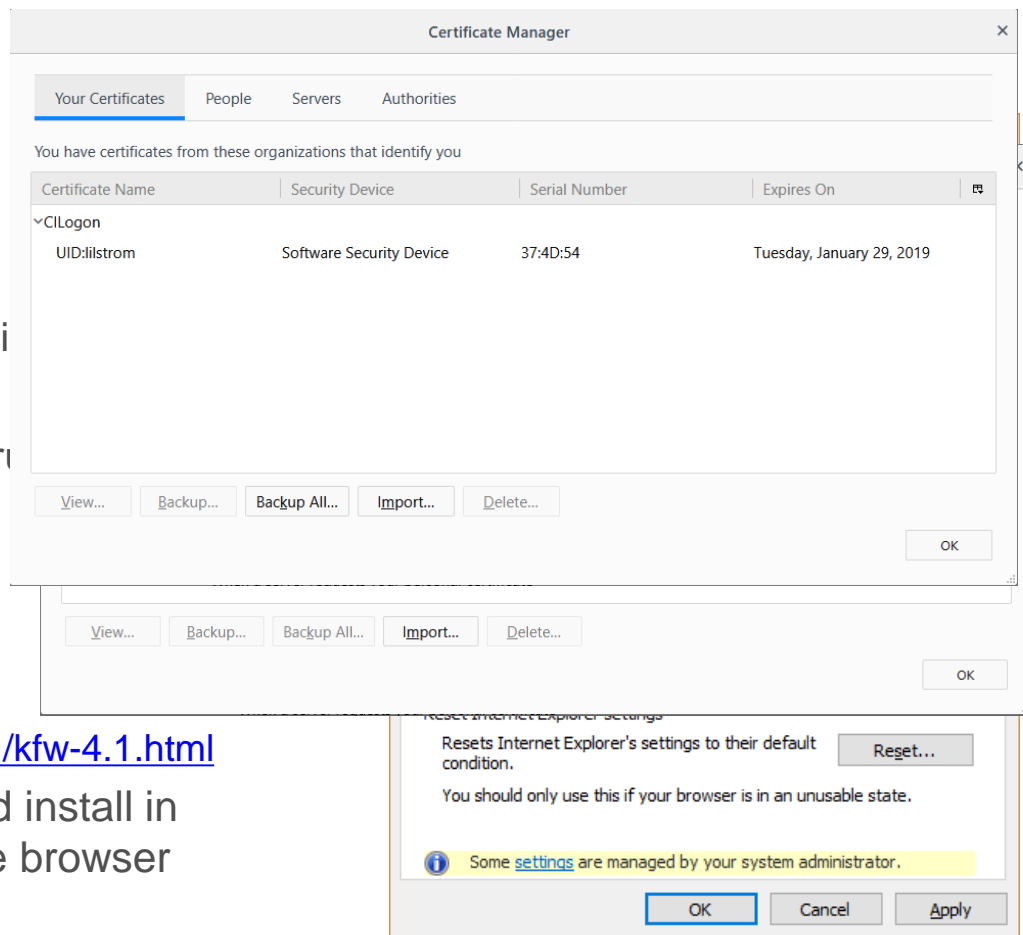 Certificate Manager
Your Certificates People Servers Authorities
You have certificates from these organizations that identify you
Certificate Name Security Device Serial Number Expires On
CILogon
UID:lilstrom Software Security Device 37:4D:54 Tuesday, January 29, 2019
View... Backup... Backup All... Import... Delete...
OK
View... Backup... Backup All... Import... Delete...
OK
/kfw-4.1.html
install in
browser
Reset Internet Explorer settings
Resets Internet Explorer's settings to their default
condition.
Reset...
You should only use this if your browser is in an unusable state.
Some settings are managed by your system administrator.
OK Cancel Apply